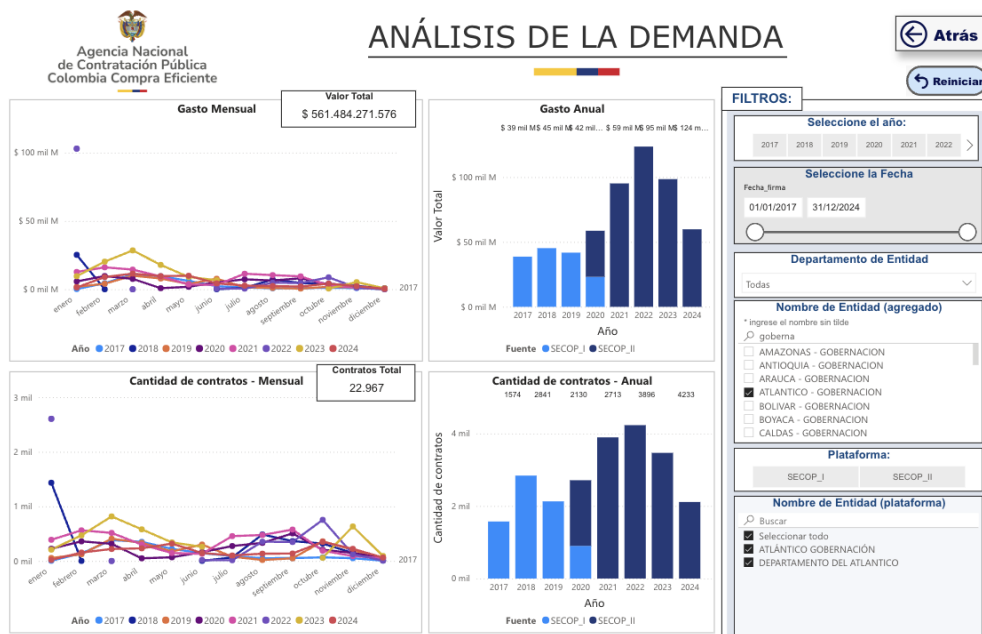 Agencia Nacional
de Contratación Pública
Colombia Compra Eficiente
ANÁLISIS DE LA DEMANDA
Atrás
Reiniciar
Gasto Mensual
Valor Total
$ 561.484.271.576
$ 100 mil M
$ 50 mil M
$ 0 mil M
2017
enero febrero marzo abril mayo junio julio agosto septiembre octubre noviembre diciembre
Año 2017 2018 2019 2020 2021 2022 2023 2024
Gasto Anual
$ 39 mil M $ 45 mil M $ 42 mil... $ 59 mil M $ 95 mil M $ 124 m...
Valor Total
$ 100 mil M
$ 50 mil M
$ 0 mil M
2017 2018 2019 2020 2021 2022 2023 2024
Año
Fuente SECOP_I SECOP_II
Cantidad de contratos - Mensual
Contratos Total
22.967
3 mil
2 mil
1 mil
0 mil
2017
enero febrero marzo abril mayo junio julio agosto septiembre octubre noviembre diciembre
Año 2017 2018 2019 2020 2021 2022 2023 2024
Cantidad de contratos - Anual
1574 2841 2130 2713 3896 4233
Cantidad de contratos
4 mil
2 mil
0 mil
2017 2018 2019 2020 2021 2022 2023 2024
Año
Fuente SECOP_I SECOP_II
FILTROS:
Seleccione el año:
2017 2018 2019 2020 2021 2022
Seleccione la Fecha
Fecha_firma
01/01/2017 31/12/2024
Departamento de Entidad
Todas
Nombre de Entidad (agregado)
* ingrese el nombre sin tilde
goberna
AMAZONAS - GOBERNACION
ANTIOQUIA - GOBERNACION
ARAUCA - GOBERNACION
ATLANTICO - GOBERNACION
BOLIVAR - GOBERNACION
BOYACA - GOBERNACION
CALDAS - GOBERNACION
Plataforma:
SECOP_I SECOP_II
Nombre de Entidad (plataforma)
Buscar
Seleccionar todo
ATLÁNTICO GOBERNACIÓN
DEPARTAMENTO DEL ATLANTICO